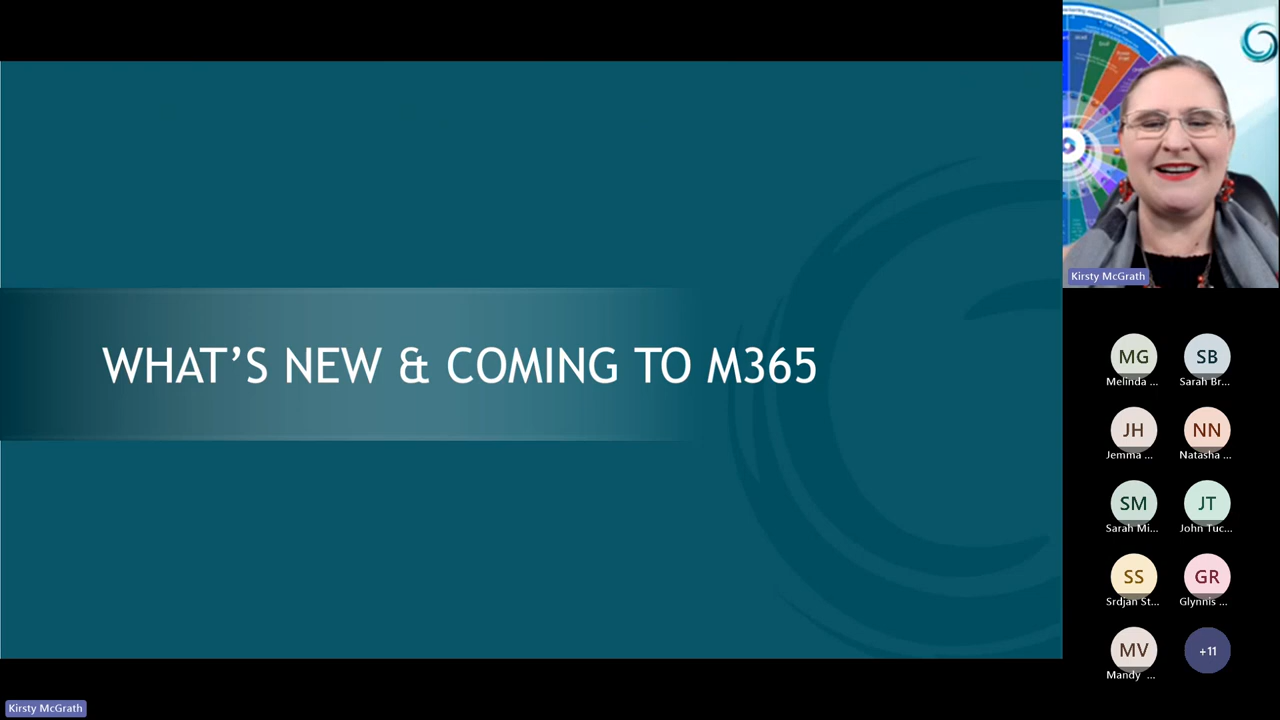 WHAT'S NEW & COMING TO M365
Kirsty McGrath
MG
Melinda ...
SB
Sarah Br...
JH
Jemma ...
NN
Natasha ...
SM
Sarah Mi...
JT
John Tuc...
SS
Srdjan St...
GR
Glynnis ...
MV
Mandy ...
+11
Kirsty McGrath